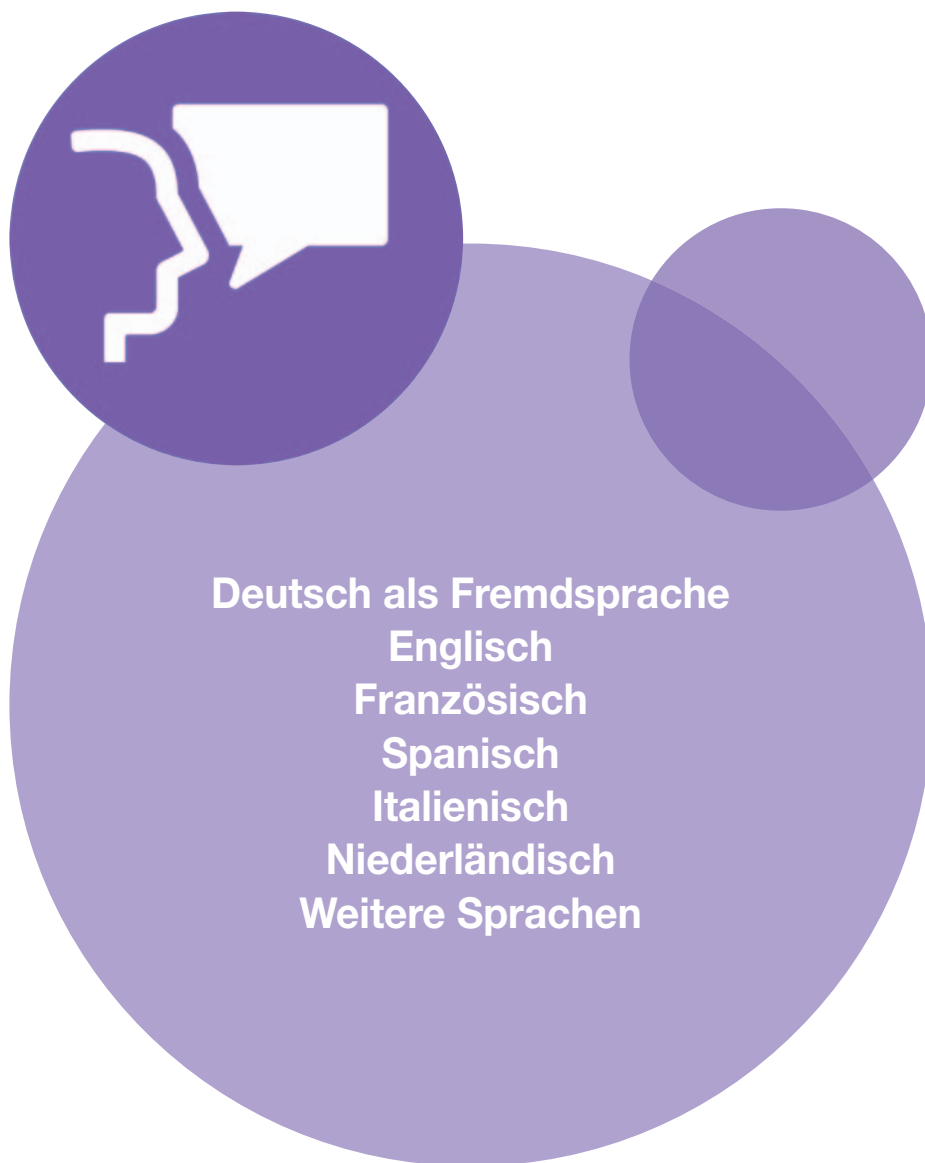 Deutsch als Fremdsprache
Englisch
Französisch
Spanisch
Italienisch
Niederländisch
Weitere Sprachen